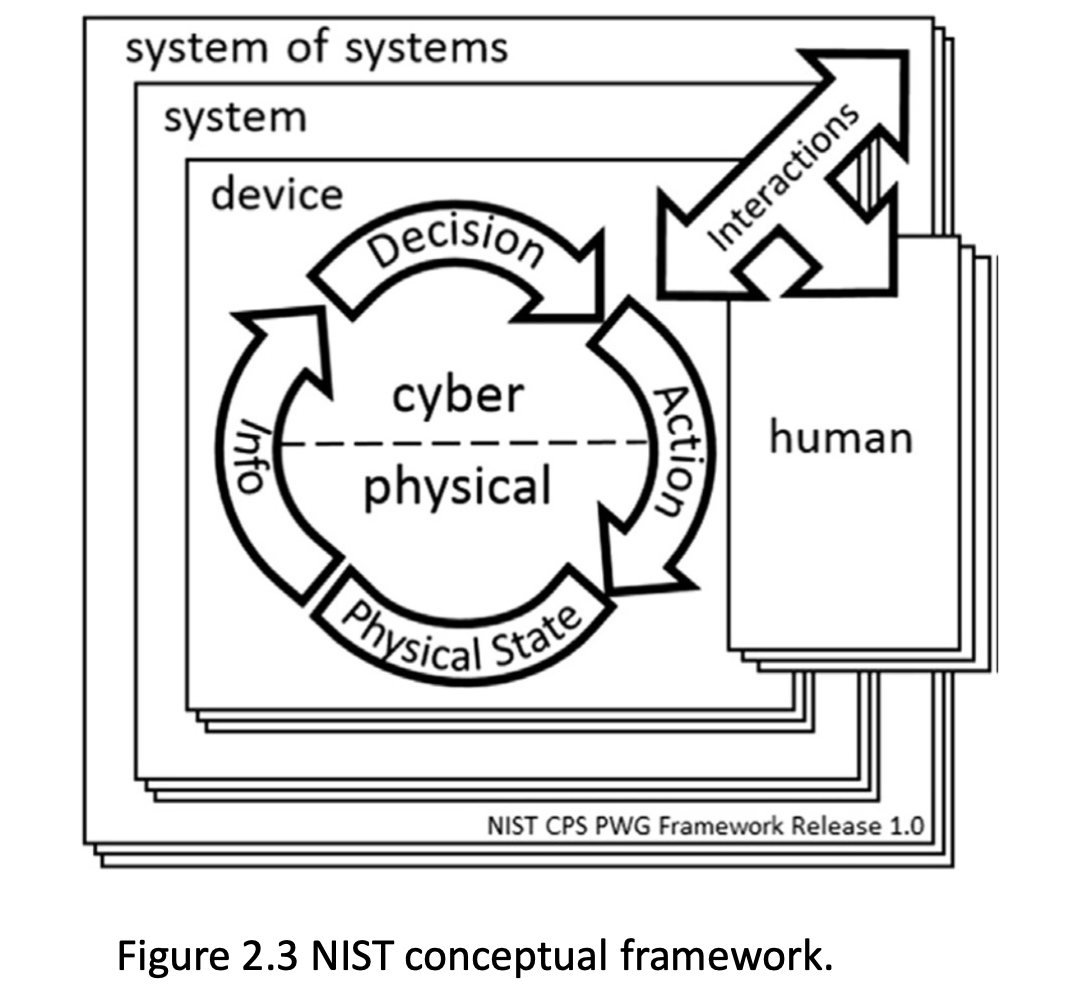 system of systems
system
Interactions
device
Decision
cyber
Action
human
Info
physical
Physical State
NIST CPS PWG Framework Release 1.0
Figure 2.3 NIST conceptual framework.